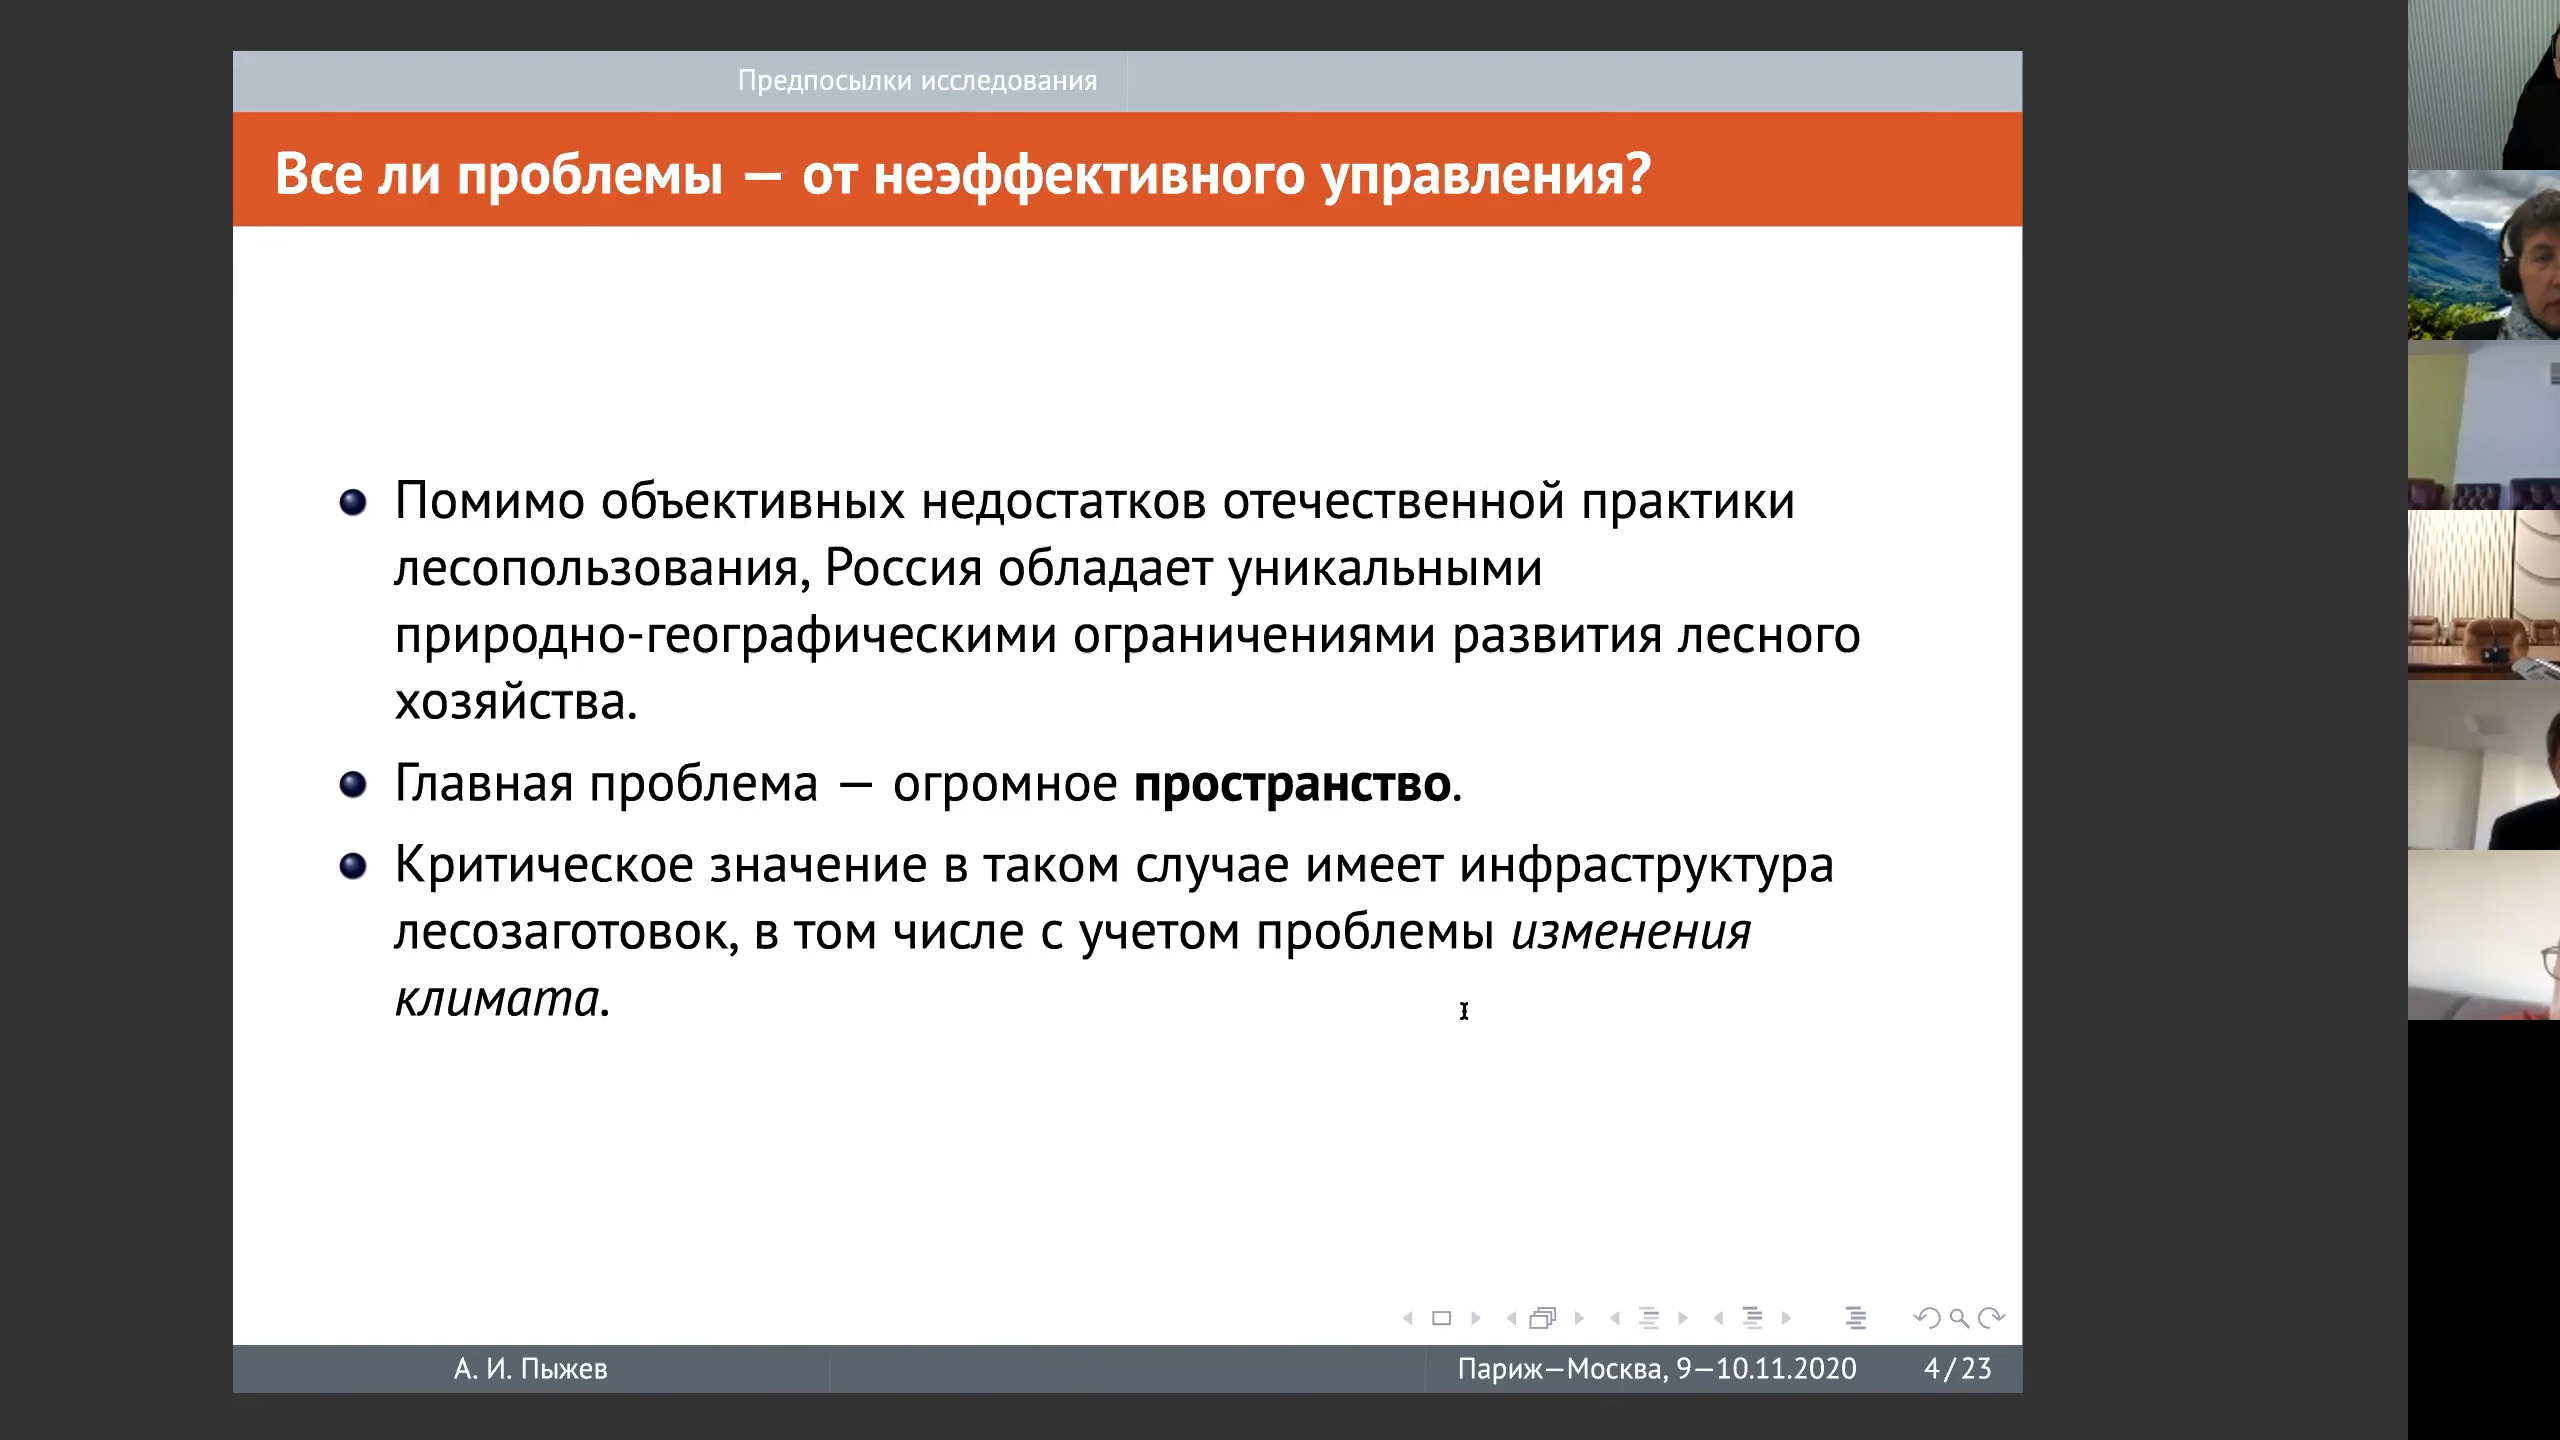 Предпосылки исследования
Все ли проблемы — от неэффективного управления?
Помимо объективных недостатков отечественной практики
лесопользования, Россия обладает уникальными
природно-географическими ограничениями развития лесного
хозяйства.
Главная проблема — огромное пространство.
Критическое значение в таком случае имеет инфраструктура
лесозаготовок, в том числе с учетом проблемы изменения
климата.
А. И. Пыжев
Париж—Москва, 9—10.11.2020
4 / 23